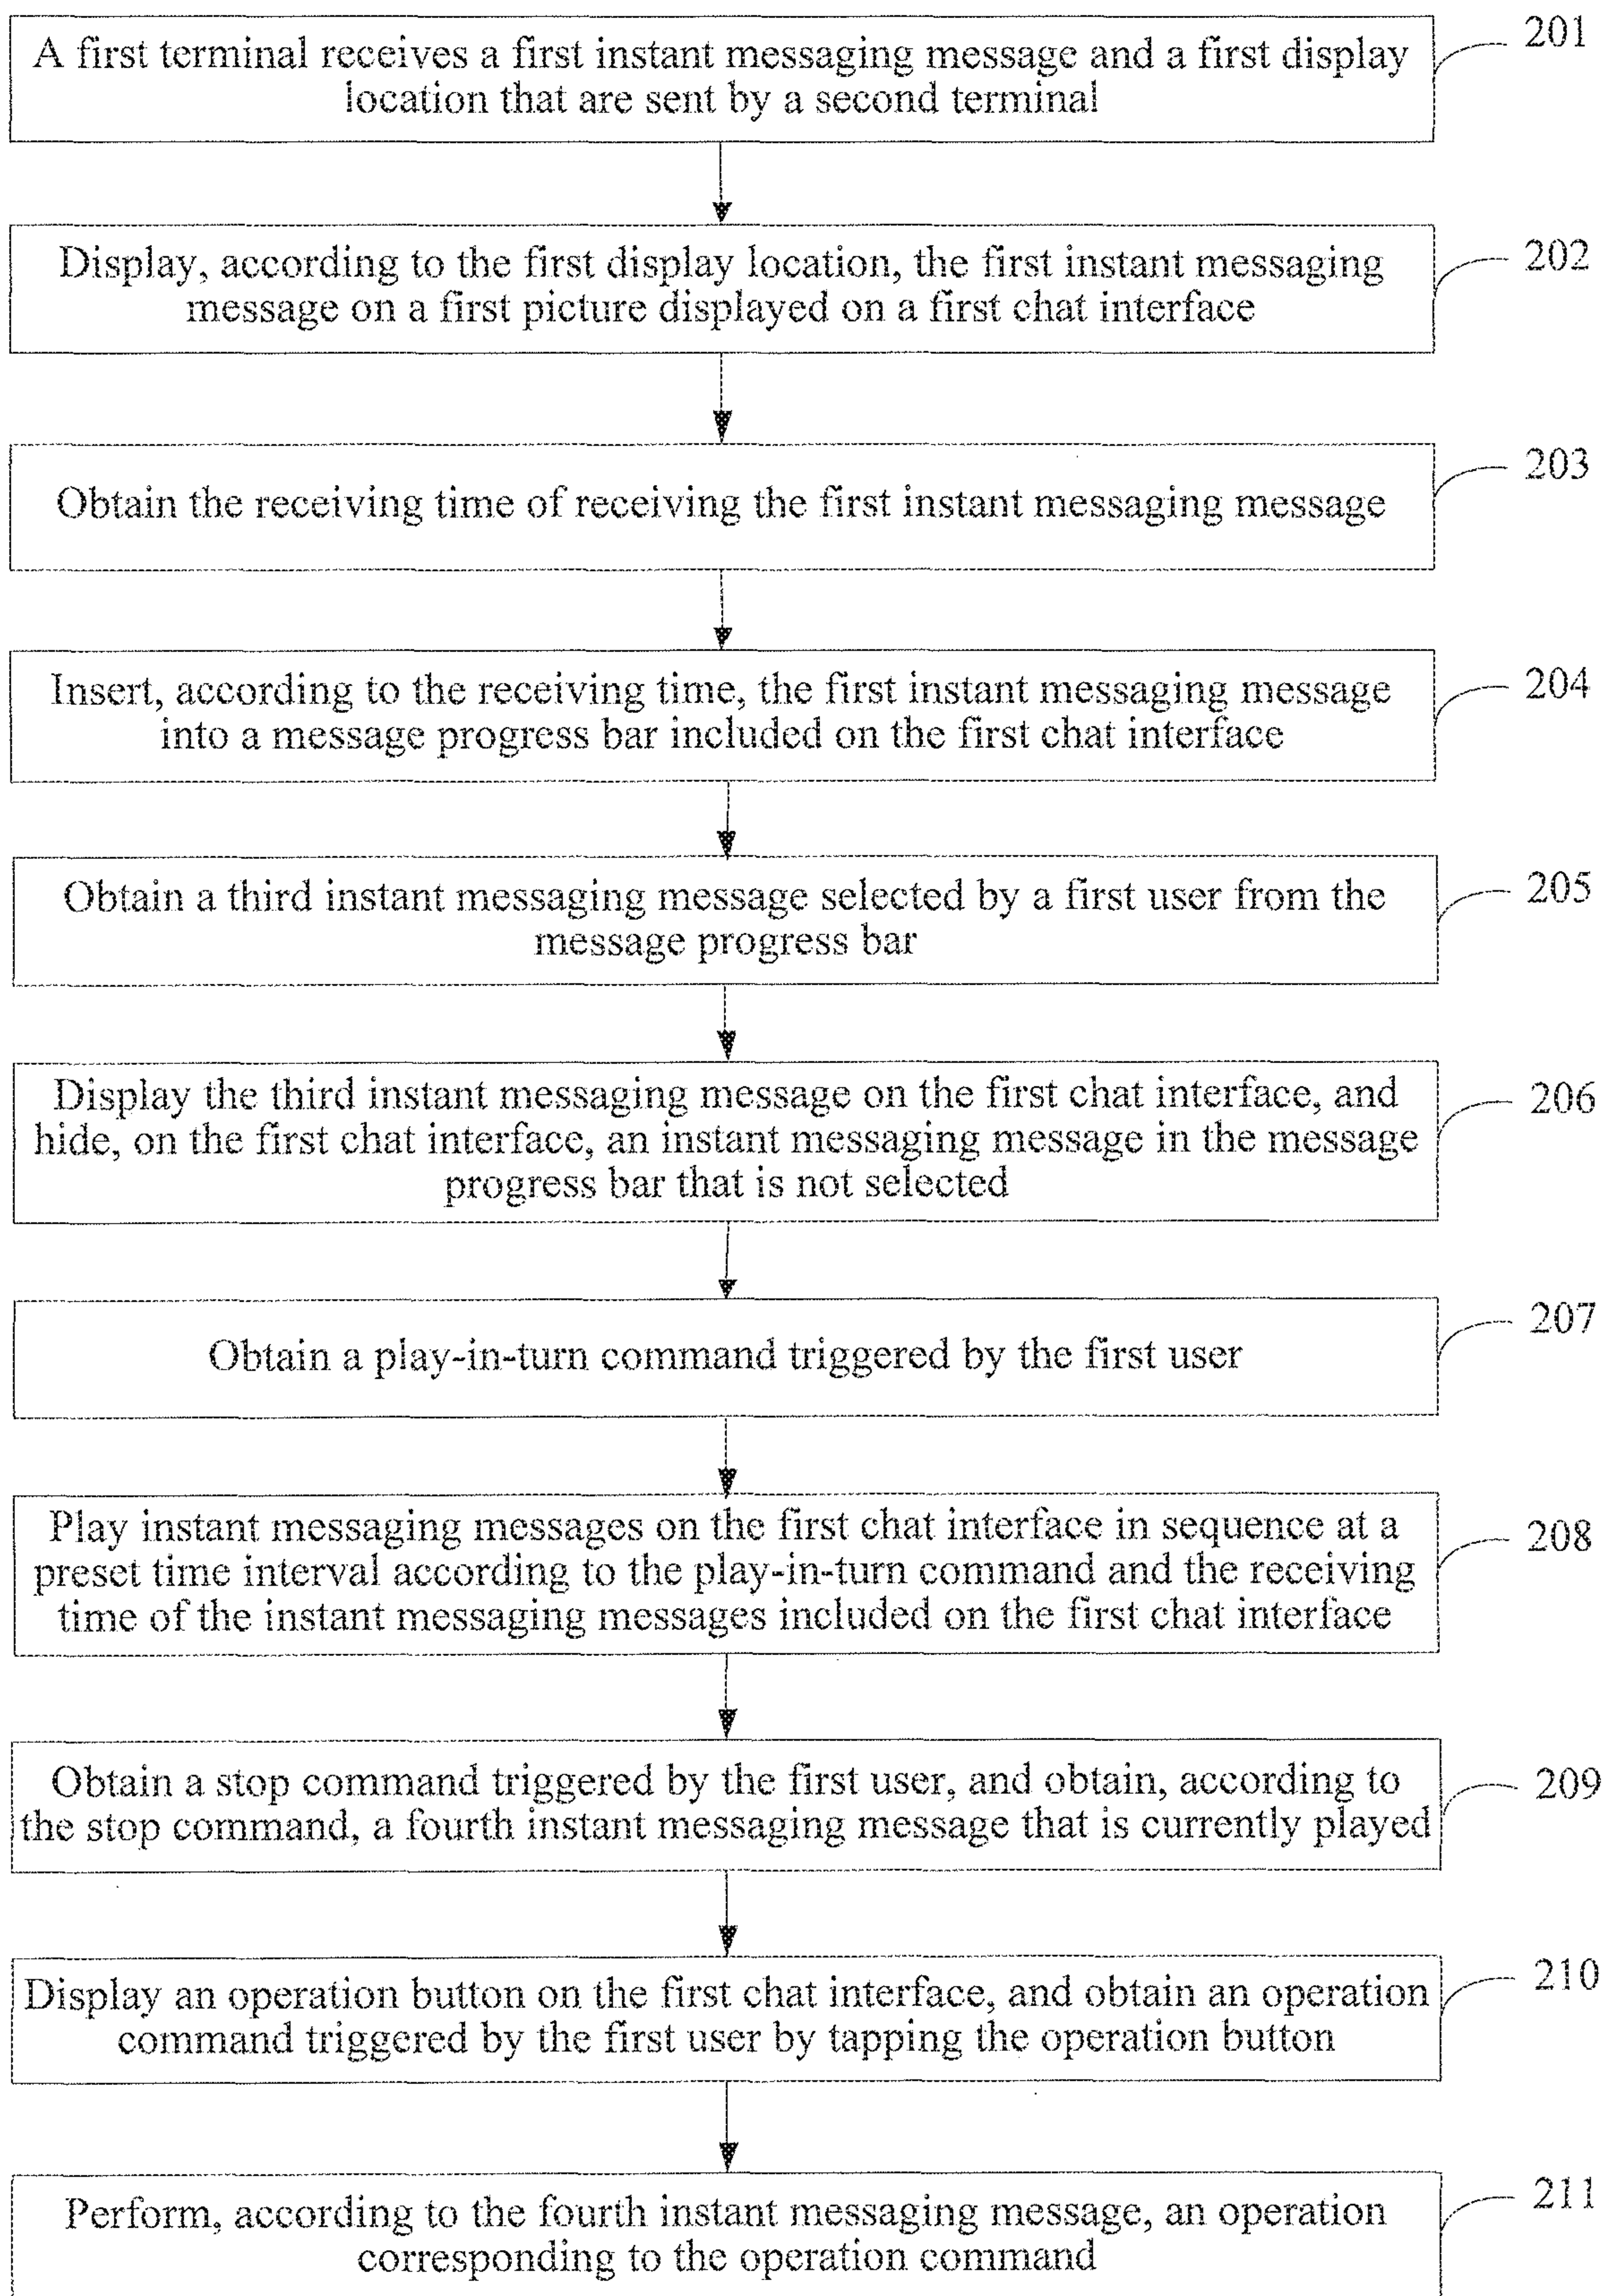 201
A first terminal receives a first instant messaging message and a first display
location that are sent by a second terminal
202
Display, according to the first display location, the first instant messaging
message on a first picture displayed on a first chat interface
203
Obtain the receiving time of receiving the first instant messaging message
204
Insert, according to the receiving time, the first instant messaging message
into a message progress bar included on the first chat interface
205
Obtain a third instant messaging message selected by a first user from the
message progress bar
206
Display the third instant messaging message on the first chat interface, and
hide, on the first chat interface, an instant messaging message in the message
progress bar that is not selected
207
Obtain a play-in-turn command triggered by the first user
208
Play instant messaging messages on the first chat interface in sequence at a
preset time interval according to the play-in-turn command and the receiving
time of the instant messaging messages included on the first chat interface
209
Obtain a stop command triggered by the first user, and obtain, according to
the stop command, a fourth instant messaging message that is currently played
210
Display an operation button on the first chat interface, and obtain an operation
command triggered by the first user by tapping the operation button
211
Perform, according to the fourth instant messaging message, an operation
corresponding to the operation command